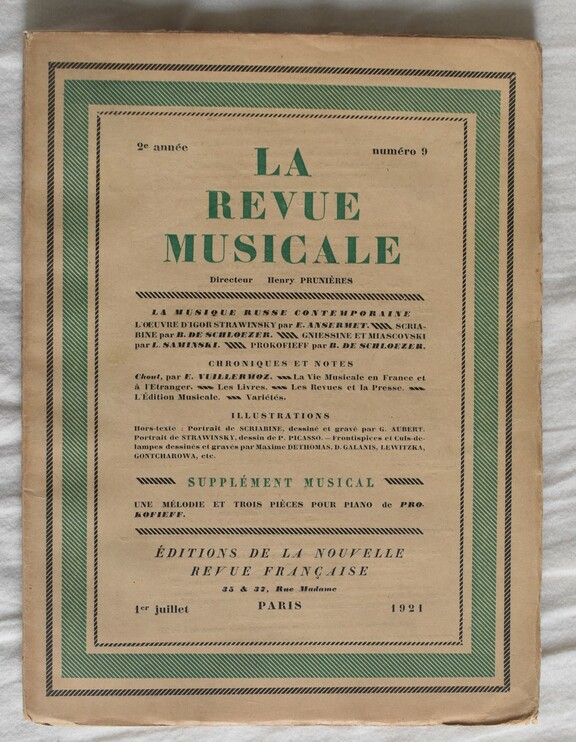 2e année
numéro 9
LA
REVUE
MUSICALE
Directeur Henry PRUNIÈRES
LA MUSIQUE RUSSE CONTEMPORAINE
L'ŒUVRE D'IGOR STRAWINSKY par E. ANSERMET. SCRIA-
BINE par B. DE SCHLOEZER. GNIESSINE ET MIASCOVSKI
par L. SAMINSKI. PROKOFIEFF par B. DE SCHLOEZER.
CHRONIQUES ET NOTES
Chout, par E. VUILLERMOZ. La Vie Musicale en France et
à l'Etranger. Les Livres. Les Revues et la Presse.
L'Édition Musicale. Variétés.
ILLUSTRATIONS
Hors-texte : Portrait de SCRIABINE, dessiné et gravé par G. AUBERT.
Portrait de STRAWINSKY, dessin de P. PICASSO. — Frontispices et Culs-de-
lampes dessinés et gravés par Maxime DETHOMAS, D. GALANIS, LEWITZKA,
GONTCHAROWA, etc.
SUPPLÉMENT MUSICAL
UNE MÉLODIE ET TROIS PIÈCES POUR PIANO de PRO-
KOFIEFF.
ÉDITIONS DE LA NOUVELLE
REVUE FRANÇAISE
35 & 37, Rue Madame
1er juillet PARIS 1921